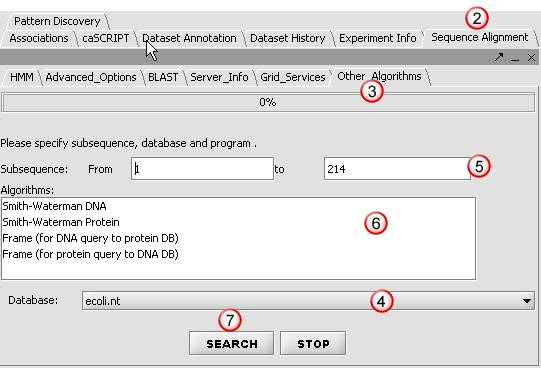 Pattern Discovery 2
Associations caSCRIPT Dataset Annotation Dataset History Experiment Info Sequence Alignment
HMM Advanced_Options BLAST Server_Info Grid_Services Other_Algorithms
3
0%
Please specify subsequence, database and program .
Subsequence: From 1 to 214 5
Algorithms:
Smith-Waterman DNA
Smith-Waterman Protein 6
Frame (for DNA query to protein DB)
Frame (for protein query to DNA DB)
Database: ecoli.nt 4
7
SEARCH STOP